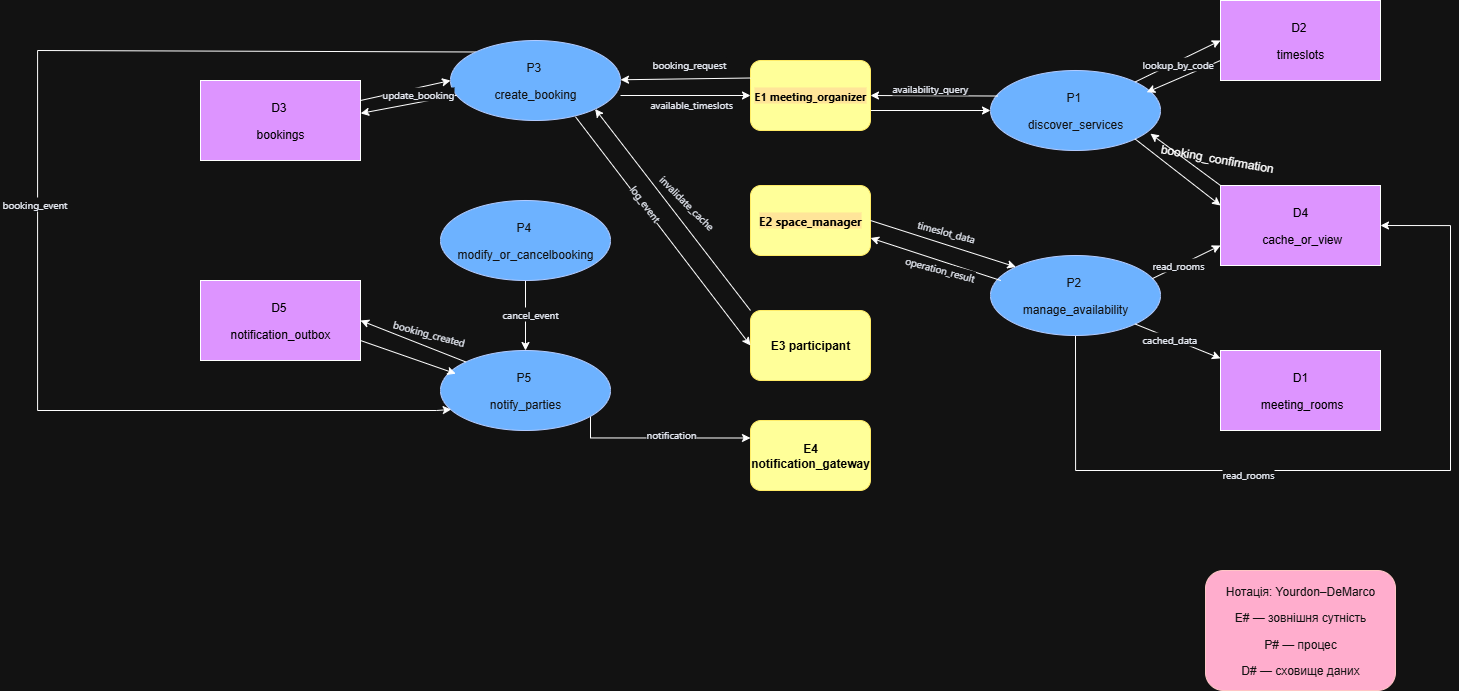 D2
timeslots
P3
create_booking
booking_request
lookup_by_code
D3
bookings
update_booking
E1 meeting_organizer
availability_query
P1
discover_services
available_timeslots
booking_confirmation
invalidate_cache
log_event
booking_event
P4
modify_or_cancelbooking
E2 space_manager
timeslot_data
D4
cache_or_view
operation_result
read_rooms
P2
manage_availability
D5
notification_outbox
cancel_event
booking_created
E3 participant
cached_data
P5
notify_parties
D1
meeting_rooms
notification
E4
notification_gateway
read_rooms
Нотація: Yourdon–DeMarco
E# — зовнішня сутність
P# — процес
D# — сховище даних